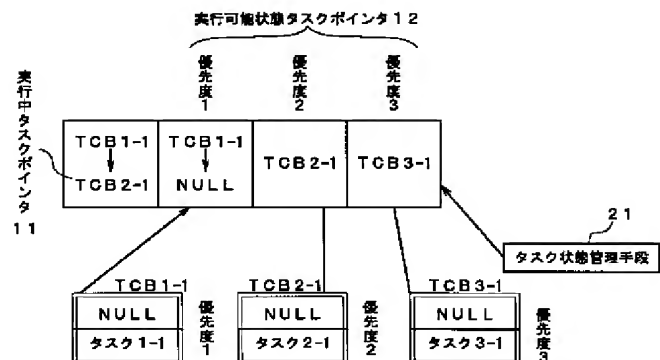 実行可能状態タスクポインタ12
優先度1
優先度2
優先度3
実行中タスクポインタ11
TCB1-1
TCB2-1
TCB1-1
NULL
TCB2-1
TCB3-1
21
タスク状態管理手段
TCB1-1
NULL
タスク1-1
優先度1
TCB2-1
NULL
タスク2-1
優先度2
TCB3-1
NULL
タスク3-1
優先度3